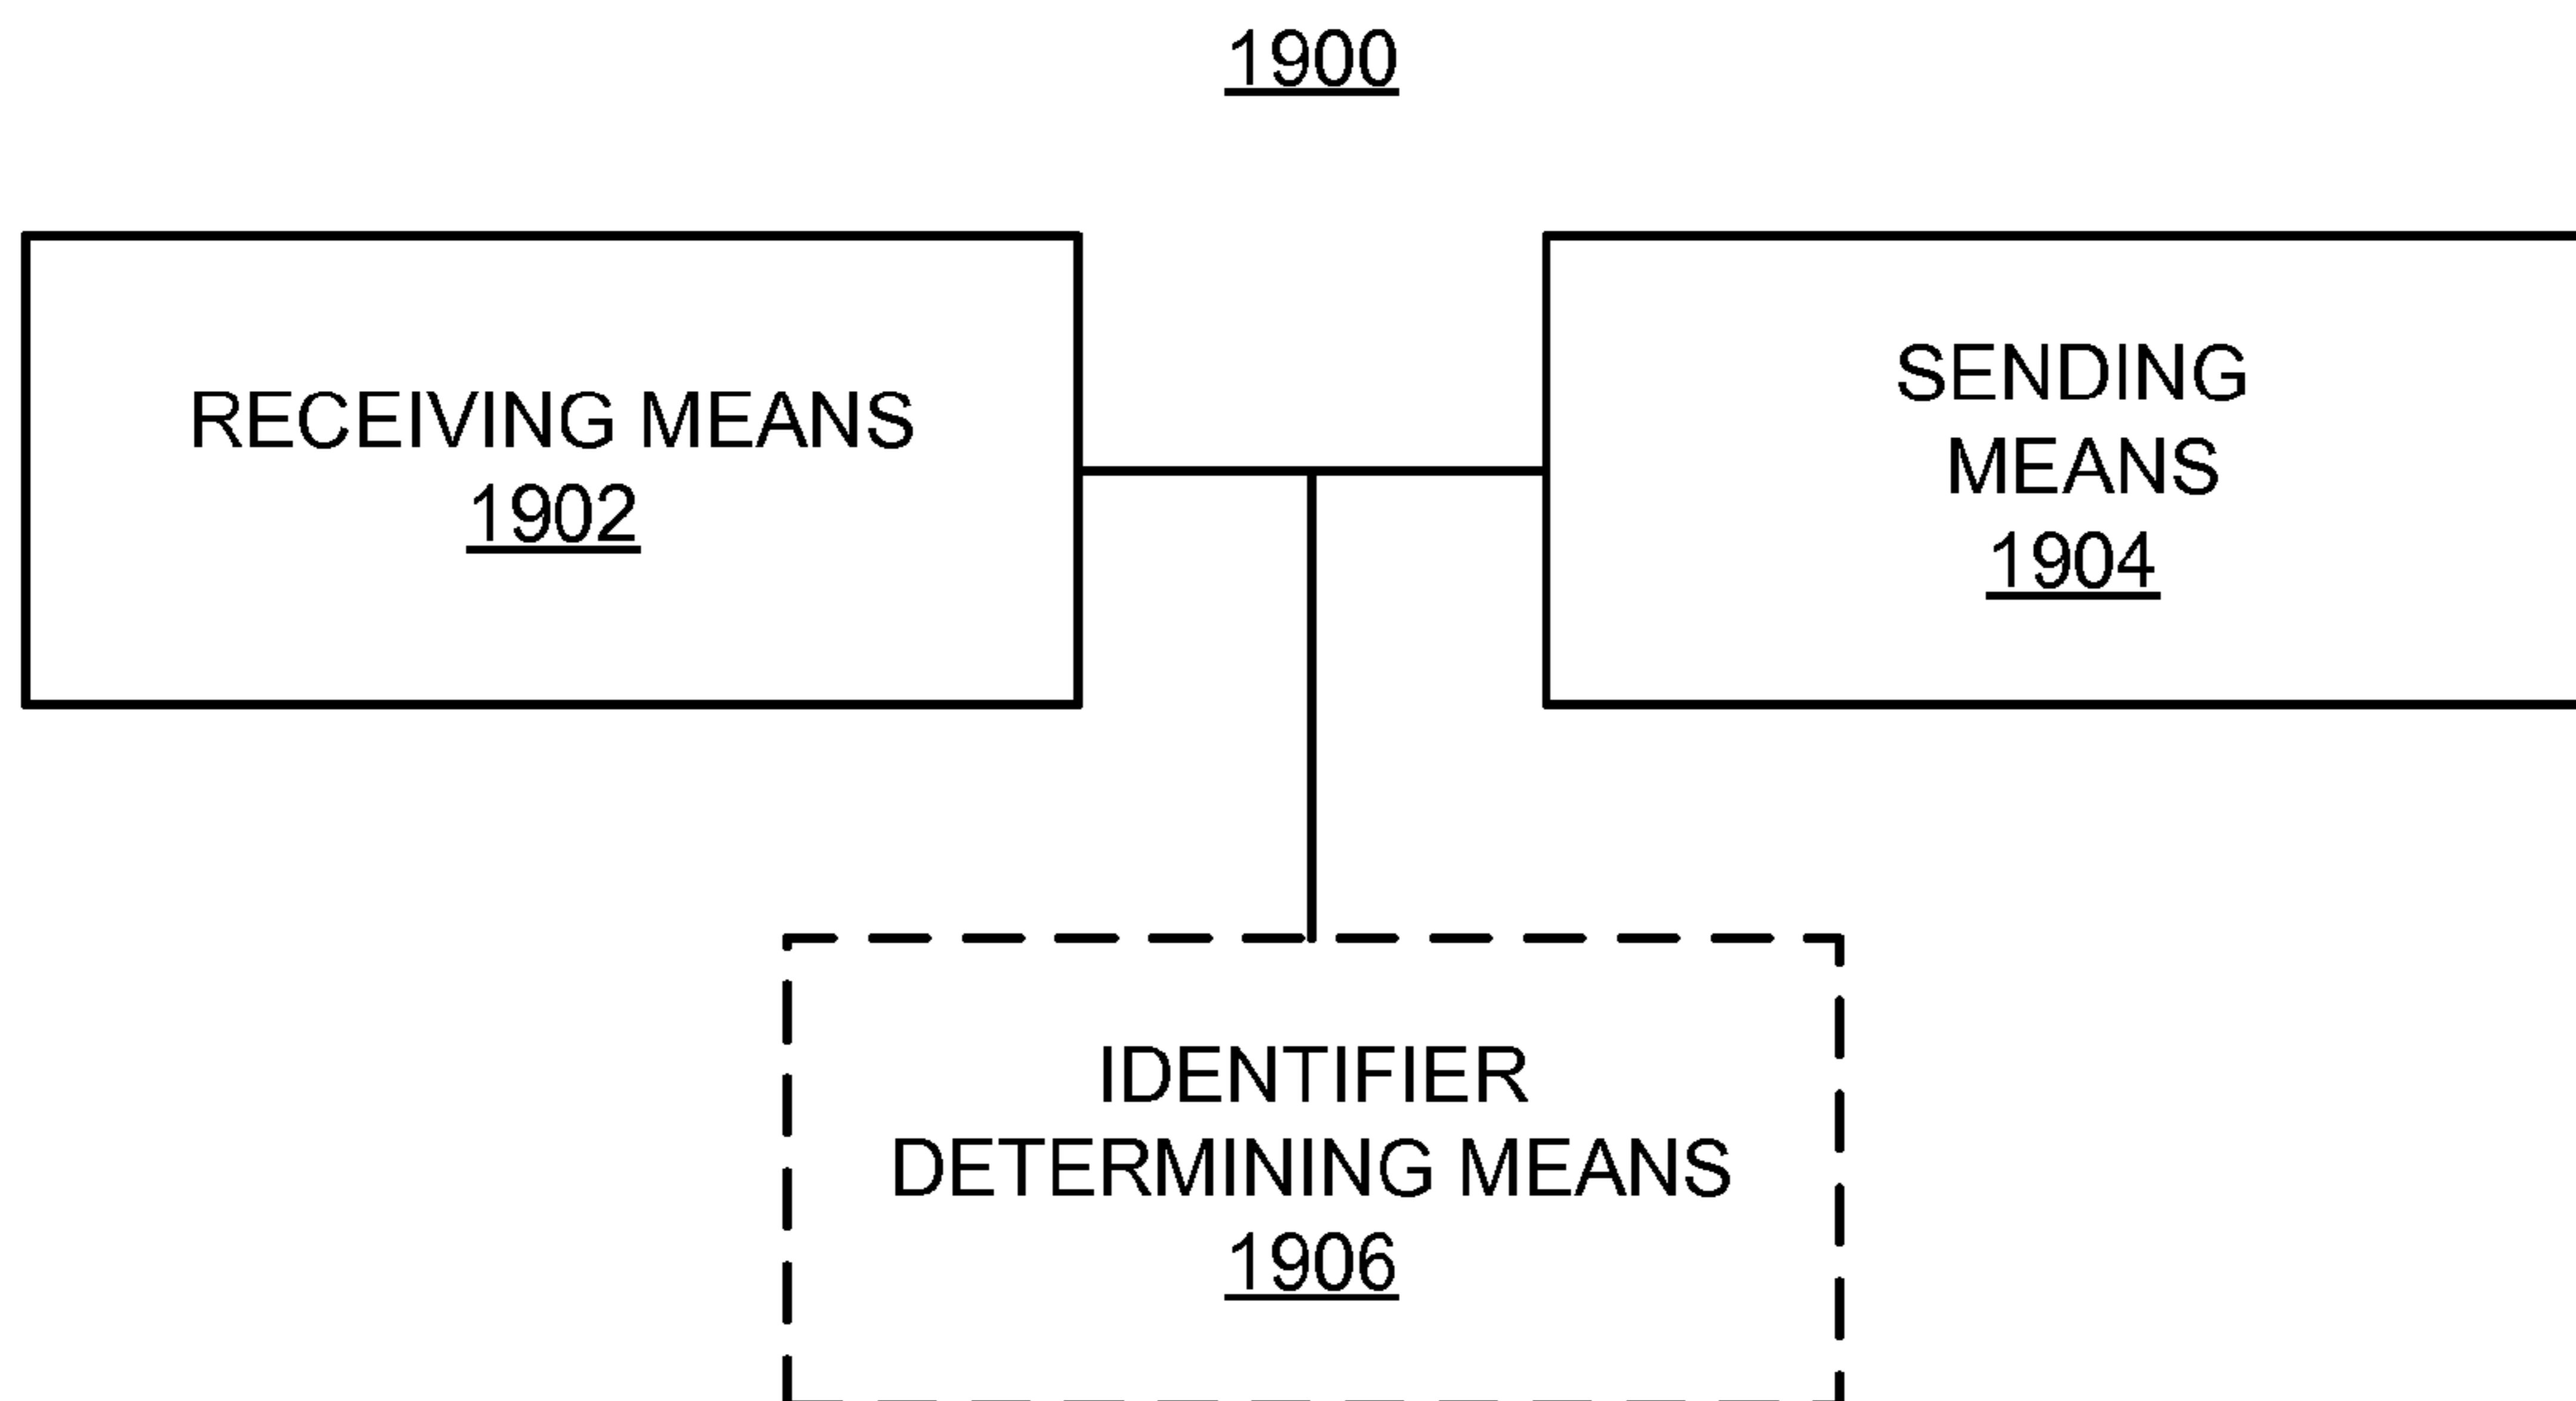 1900
RECEIVING MEANS
1902
SENDING
MEANS
1904
IDENTIFIER
DETERMINING MEANS
1906